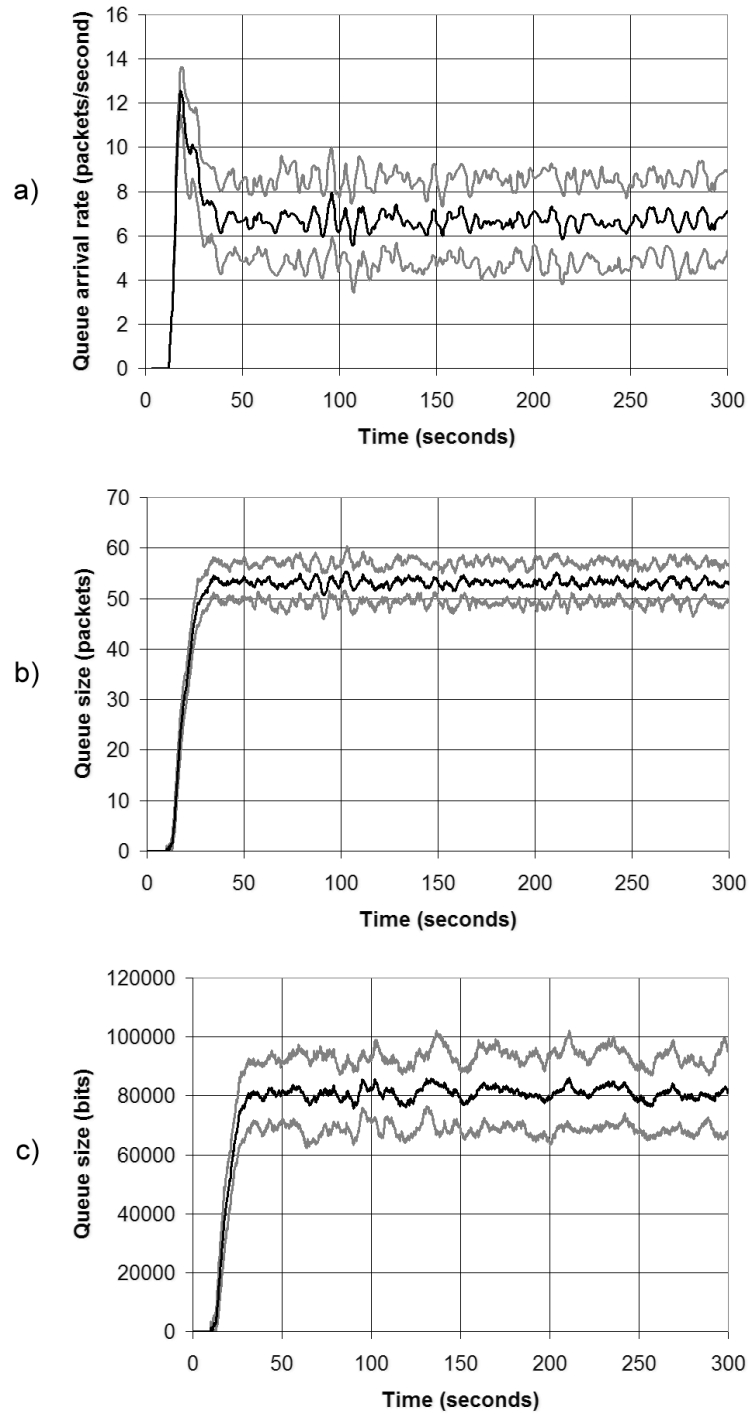 a)
Queue arrival rate (packets/second)
16
14
12
10
8
6
4
2
0
0 50 100 150 200 250 300
Time (seconds)
b)
Queue size (packets)
70
60
50
40
30
20
10
0
0 50 100 150 200 250 300
Time (seconds)
c)
Queue size (bits)
120000
100000
80000
60000
40000
20000
0
0 50 100 150 200 250 300
Time (seconds)